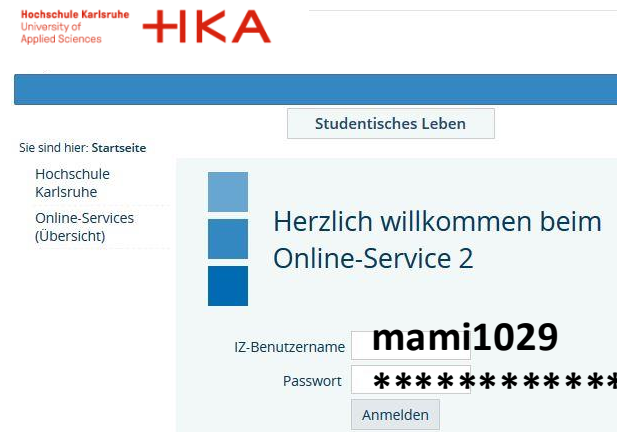 Hochschule Karlsruhe
University of
Applied Sciences
HKA
Studentisches Leben
Sie sind hier: Startseite
Hochschule
Karlsruhe
Online-Services
(Übersicht)
Herzlich willkommen beim
Online-Service 2
IZ-Benutzername mami1029
Passwort ************
Anmelden